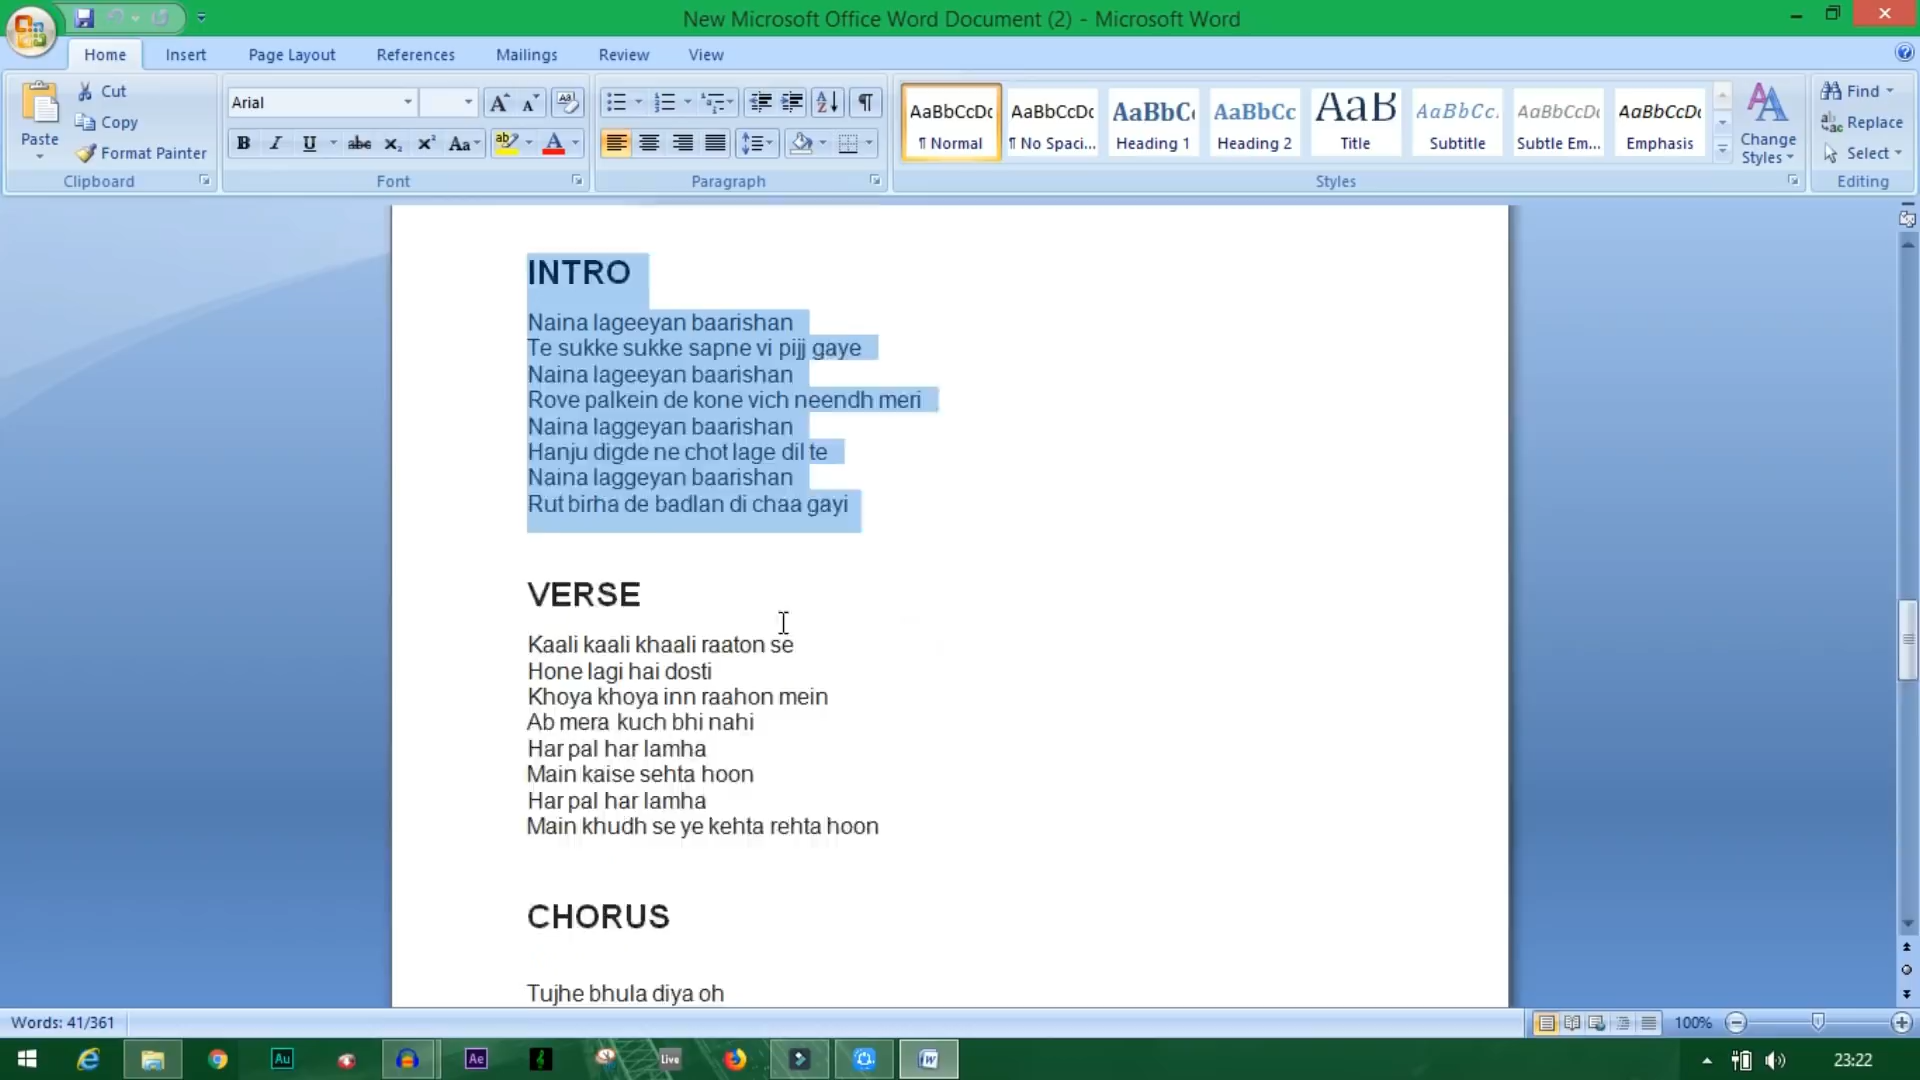 New Microsoft Office Word Document (2) - Microsoft Word
Home Insert Page Layout References Mailings Review View
Paste
Cut
Copy
Format Painter
Clipboard
Arial
Font
Paragraph
AaBbCcDc AaBbCcDc AaBbC AaBbCc AaB AaBbCc. AaBbCcDc AaBbCcDc
¶ Normal ¶ No Spaci... Heading 1 Heading 2 Title Subtitle Subtle Em... Emphasis
Change Styles
Styles
Find
Replace
Select
Editing
INTRO
Naina lageeyan baarishan
Te sukke sukke sapne vi pijj gaye
Naina lageeyan baarishan
Rove palkein de kone vich neendh meri
Naina laggeyan baarishan
Hanju digde ne chot lage dil te
Naina laggeyan baarishan
Rut birha de badlan di chaa gayi
VERSE
Kaali kaali khaali raaton se
Hone lagi hai dosti
Khoya khoya inn raahon mein
Ab mera kuch bhi nahi
Har pal har lamha
Main kaise sehta hoon
Har pal har lamha
Main khudh se ye kehta rehta hoon
CHORUS
Tujhe bhula diya oh
Words: 41/361
100%
Au Ae Live
23:22